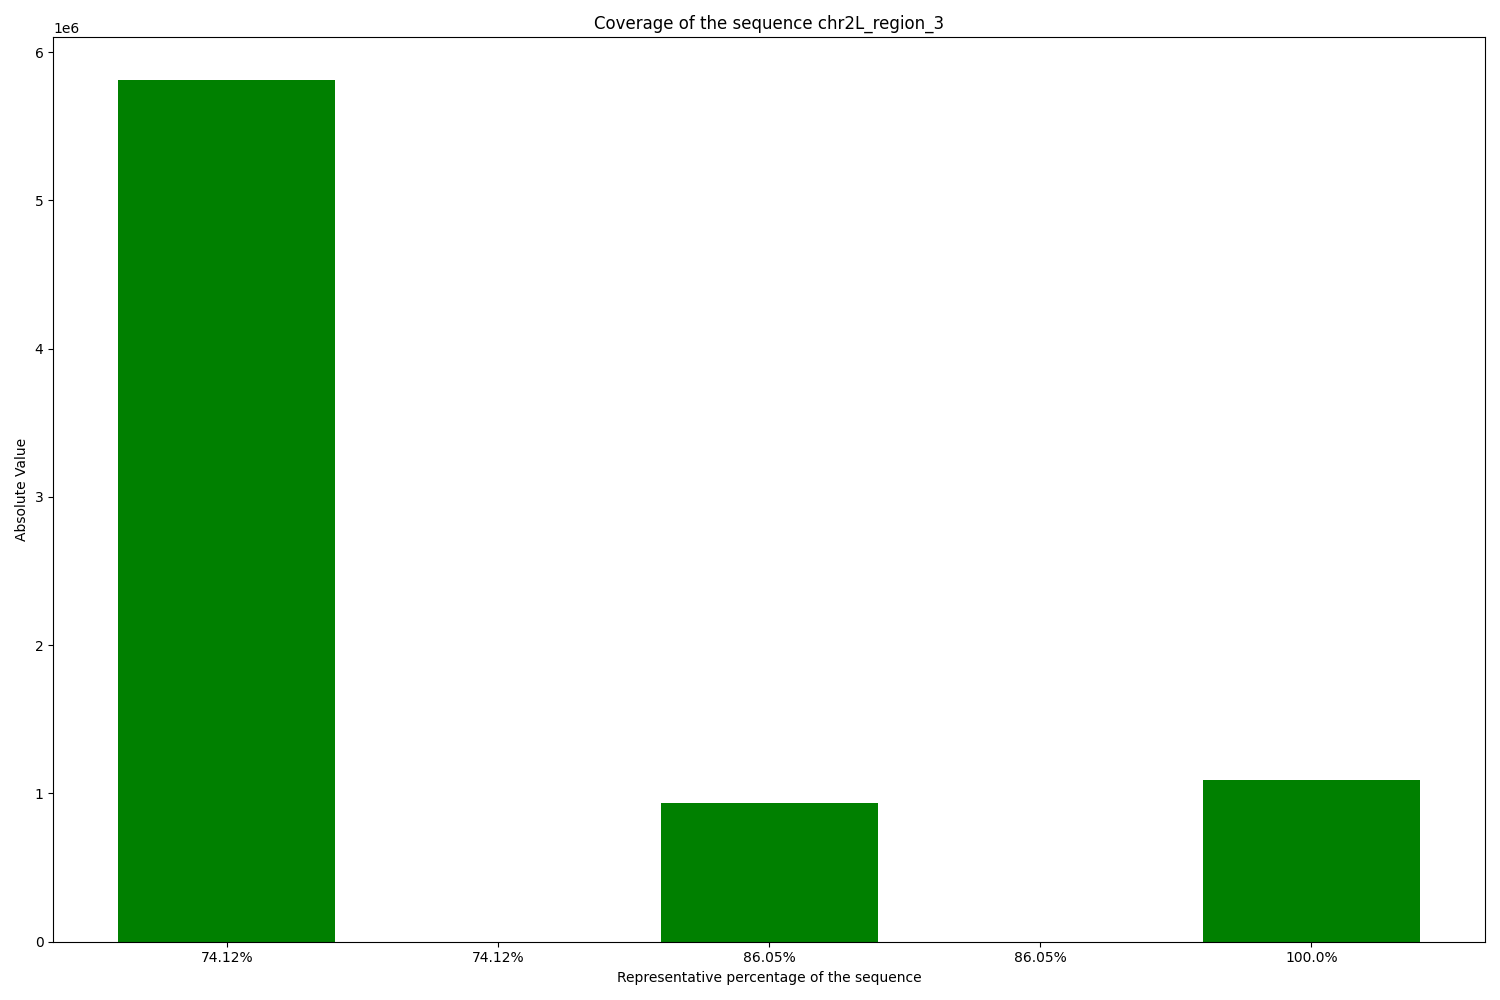 Coverage of the sequence chr2L_region_3
1e6
6
5
4
3
2
1
0
Absolute Value
74.12% 74.12% 86.05% 86.05% 100.0%
Representative percentage of the sequence